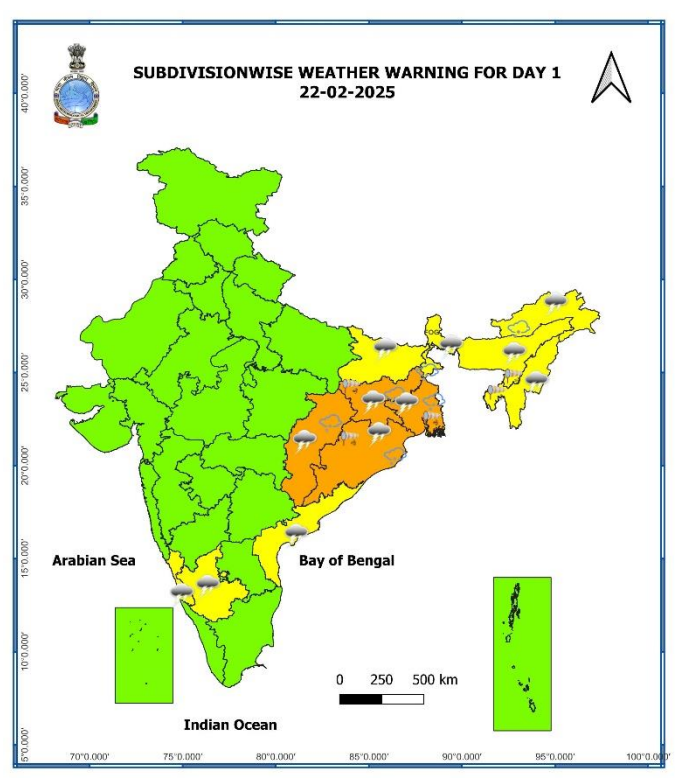 SUBDIVISIONWISE WEATHER WARNING FOR DAY 1
22-02-2025
40°0.000'
35°0.000'
30°0.000'
25°0.000'
20°0.000'
15°0.000'
10°0.000'
5°0.000'
FOG
Arabian Sea
Bay of Bengal
0 250 500 km
Indian Ocean
70°0.000' 75°0.000' 80°0.000' 85°0.000' 90°0.000' 95°0.000' 100°0.000'